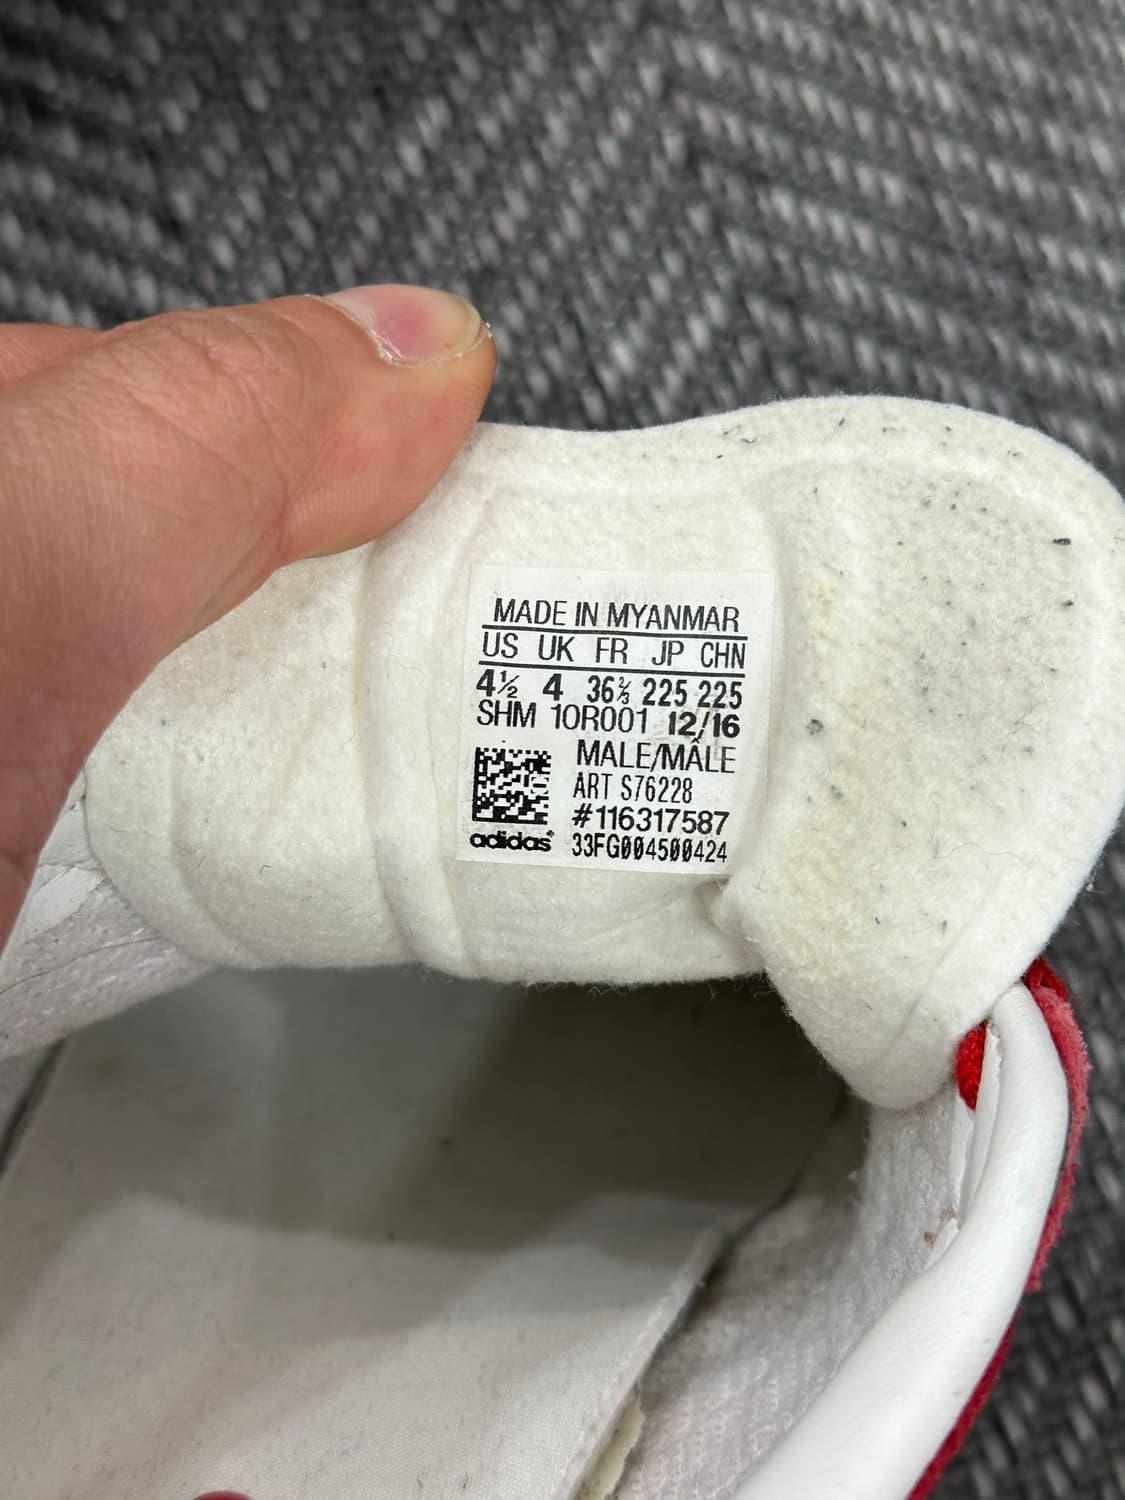 MADE IN MYANMAR
US UK FR JP CHN
4½ 4 36⅔ 225 225
SHM 10R001 12/16
MALE/MÂLE
ART S76228
#116317587
adidas® 33FG004500424